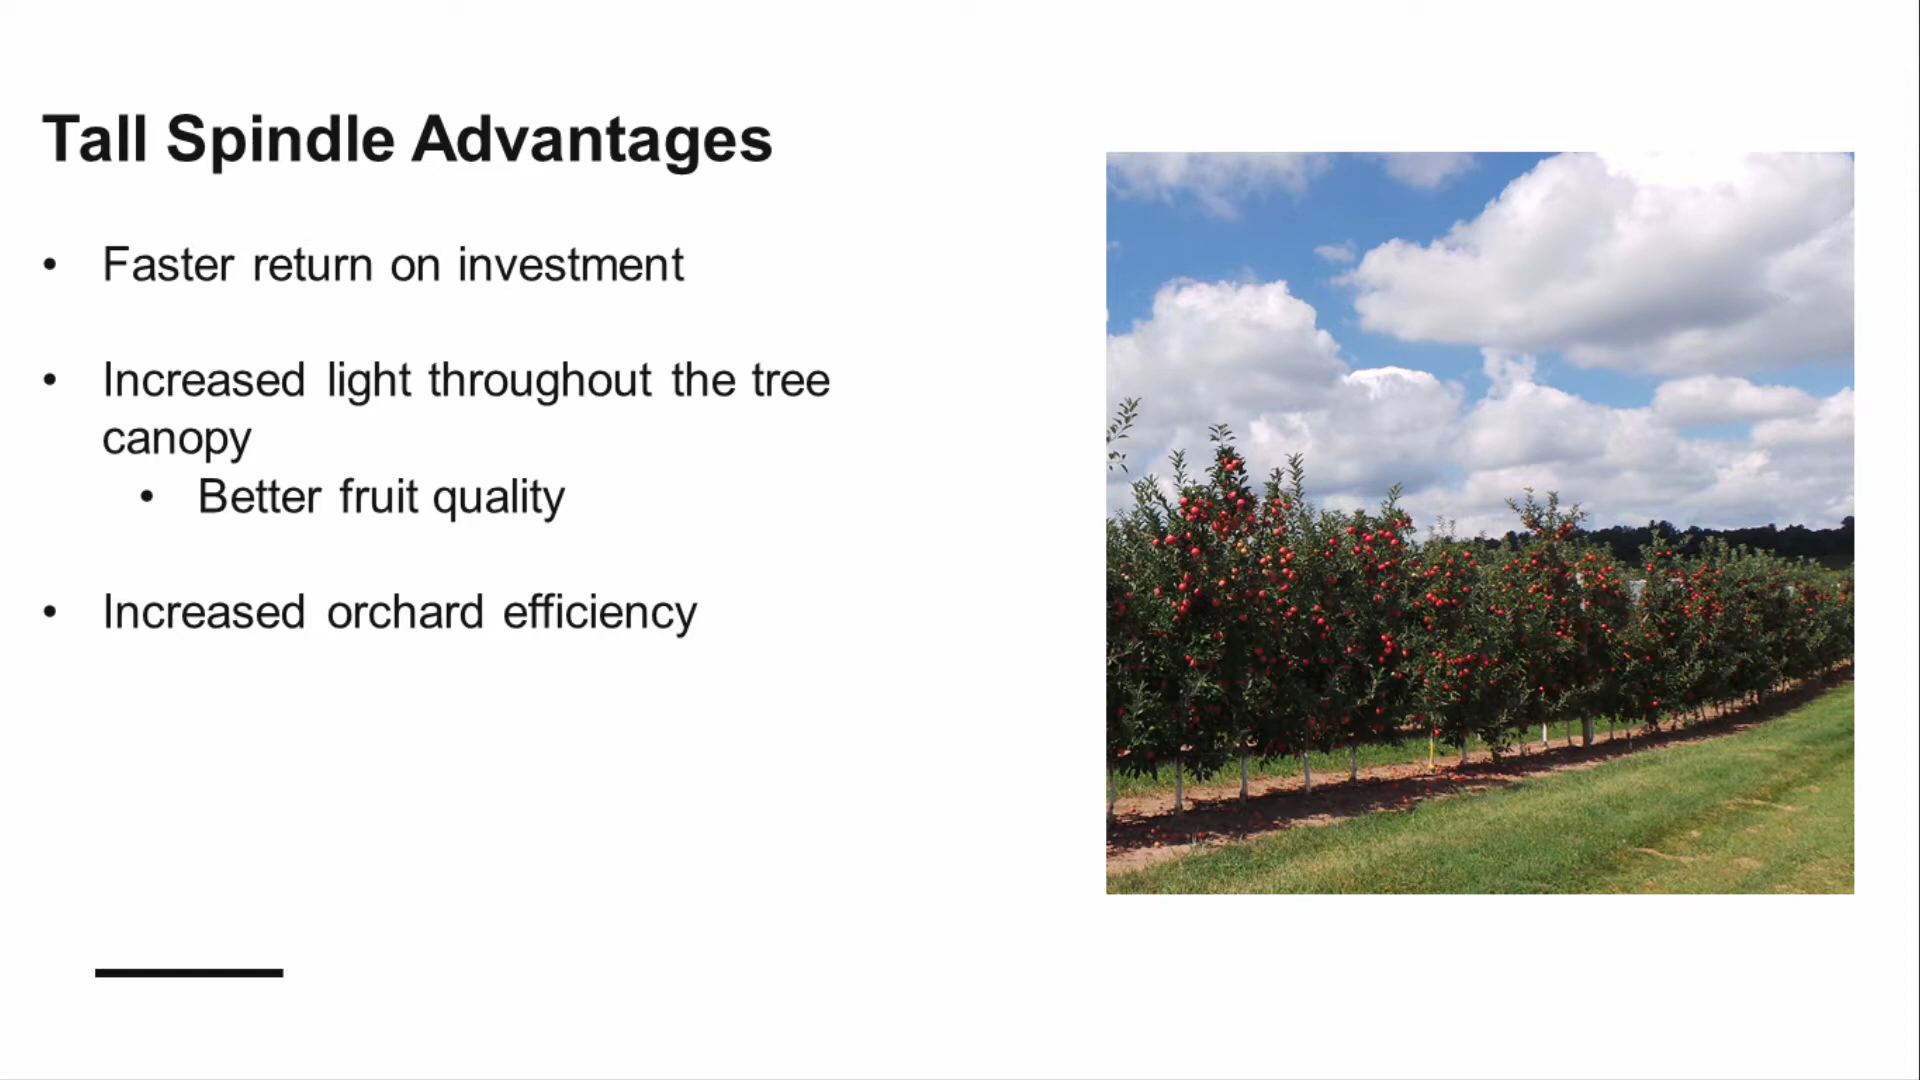 Tall Spindle Advantages
• Faster return on investment
• Increased light throughout the tree
canopy
• Better fruit quality
• Increased orchard efficiency